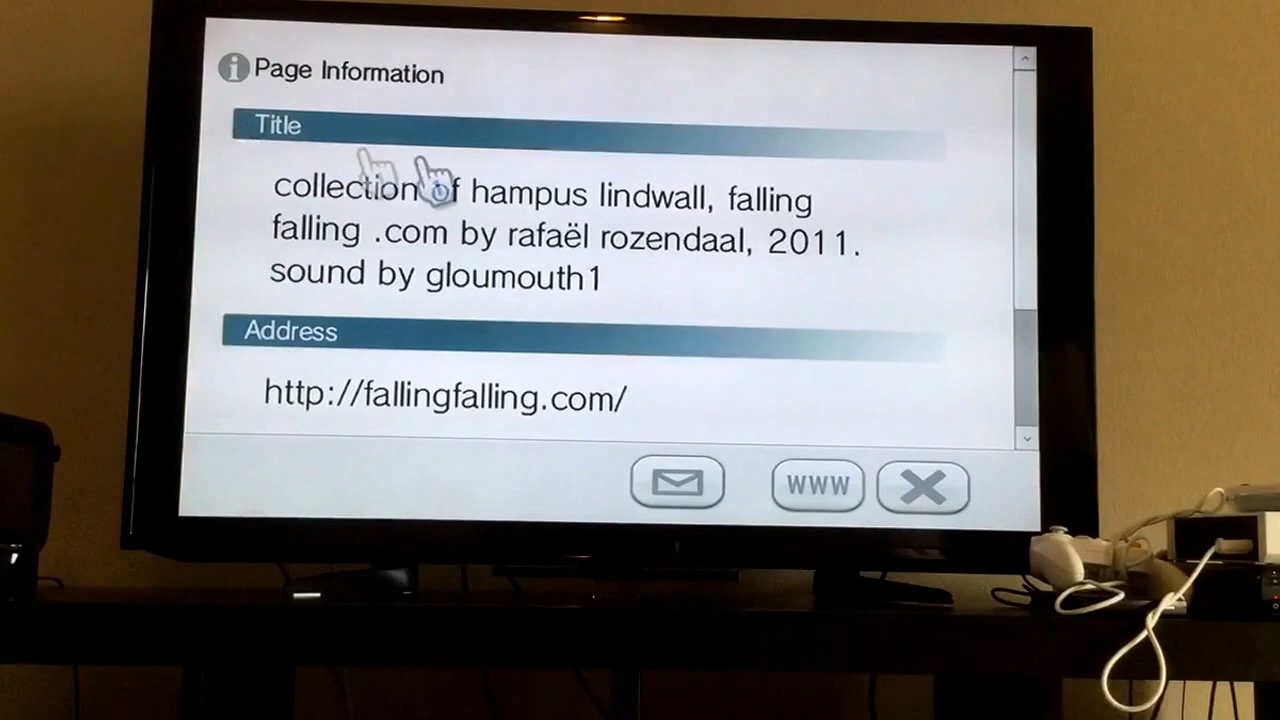 Page Information
Title
collection of hampus lindwall, falling
falling .com by rafaël rozendaal, 2011.
sound by gloumouth1
Address
http://fallingfalling.com/
WWW